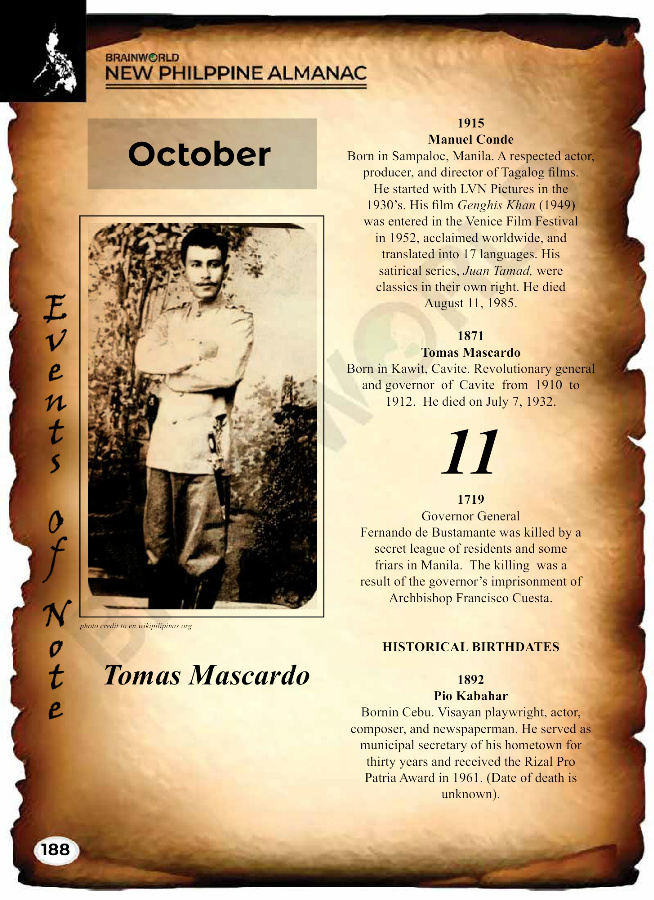 BRAINWORLD
NEW PHILPPINE ALMANAC
October
Events of Note
photo credit to en.wikipilipinas.org
Tomas Mascardo
1915
Manuel Conde
Born in Sampaloc, Manila. A respected actor,
producer, and director of Tagalog films.
He started with LVN Pictures in the
1930's. His film Genghis Khan (1949)
was entered in the Venice Film Festival
in 1952, acclaimed worldwide, and
translated into 17 languages. His
satirical series, Juan Tamad, were
classics in their own right. He died
August 11, 1985.
1871
Tomas Mascardo
Born in Kawit, Cavite. Revolutionary general
and governor of Cavite from 1910 to
1912. He died on July 7, 1932.
11
1719
Governor General
Fernando de Bustamante was killed by a
secret league of residents and some
friars in Manila. The killing was a
result of the governor's imprisonment of
Archbishop Francisco Cuesta.
HISTORICAL BIRTHDATES
1892
Pio Kabahar
Bornin Cebu. Visayan playwright, actor,
composer, and newspaperman. He served as
municipal secretary of his hometown for
thirty years and received the Rizal Pro
Patria Award in 1961. (Date of death is
unknown).
188